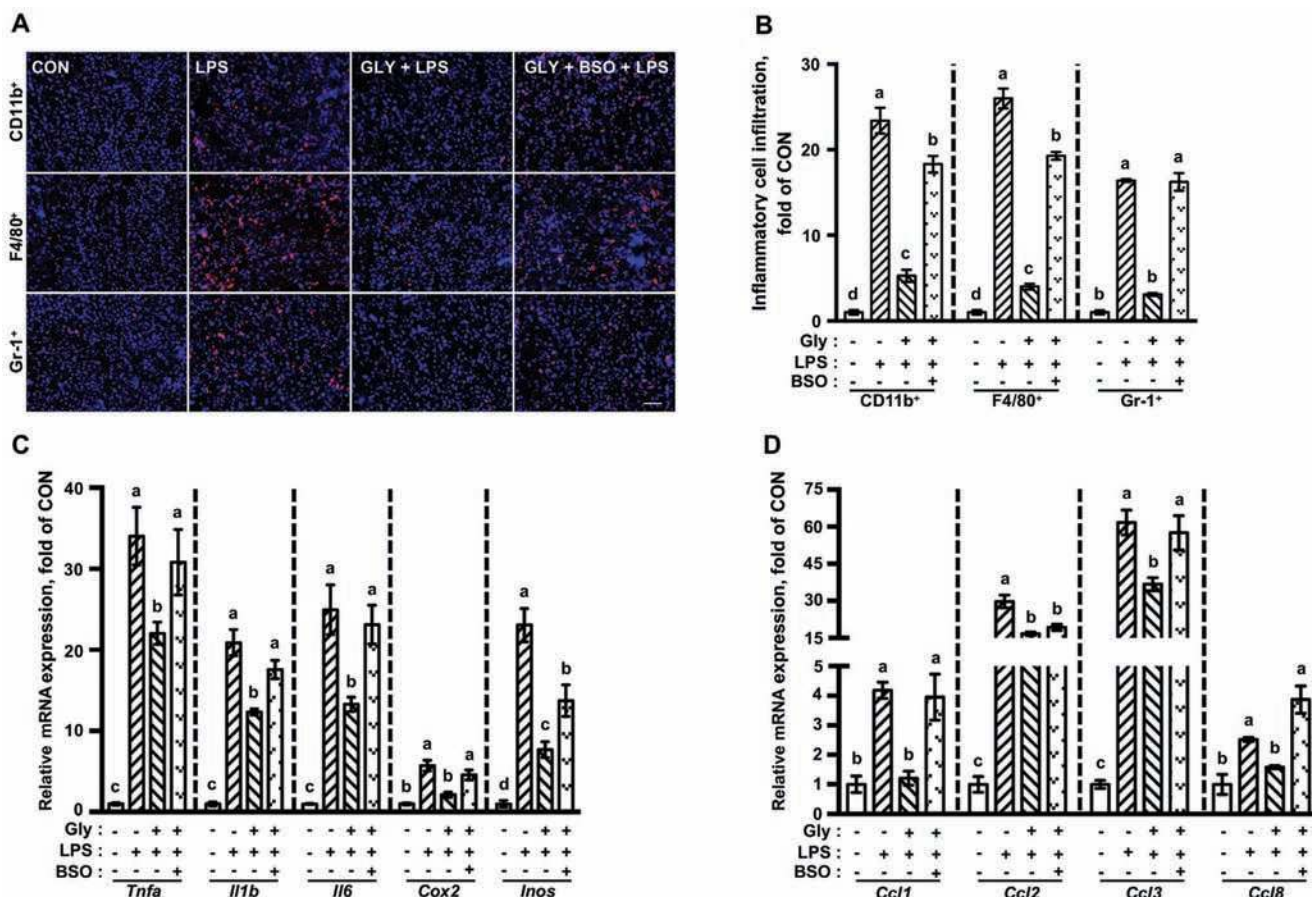 A
CON LPS GLY + LPS GLY + BSO + LPS
CD11b⁺
F4/80⁺
Gr-1⁺
B
Inflammatory cell infiltration,
fold of CON
30
20
10
0
d a c b d a c b b a b a
Gly : - - + + - - + + - - + +
LPS : - + + + - + + + - + + +
BSO : - - - + - - - + - - - +
CD11b⁺ F4/80⁺ Gr-1⁺
C
Relative mRNA expression, fold of CON
40
30
20
10
0
c a b a c a b a c a b a b a b a d a c b
Gly : - - + + - - + + - - + + - - + + - - + +
LPS : - + + + - + + + - + + + - + + + - + + +
BSO : - - - + - - - + - - - + - - - + - - - +
Tnfa Il1b Il6 Cox2 Inos
D
Relative mRNA expression, fold of CON
75
60
45
30
15
5
4
3
2
1
0
b a b a c a b b c a b a b a b a
Gly : - - + + - - + + - - + + - - + +
LPS : - + + + - + + + - + + + - + + +
BSO : - - - + - - - + - - - + - - - +
Ccl1 Ccl2 Ccl3 Ccl8